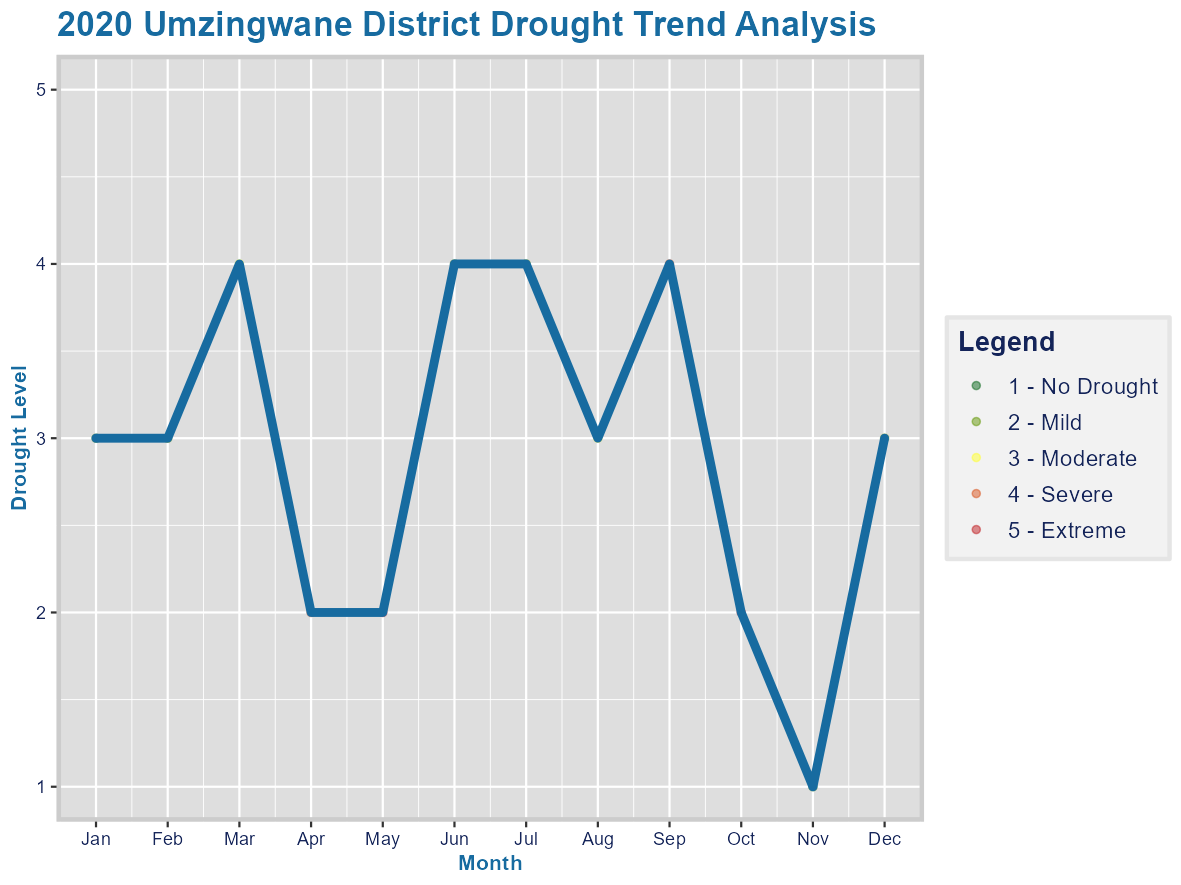 2020 Umzingwane District Drought Trend Analysis
5
4
3
2
1
Drought Level
Jan Feb Mar Apr May Jun Jul Aug Sep Oct Nov Dec
Month
Legend
1 - No Drought
2 - Mild
3 - Moderate
4 - Severe
5 - Extreme